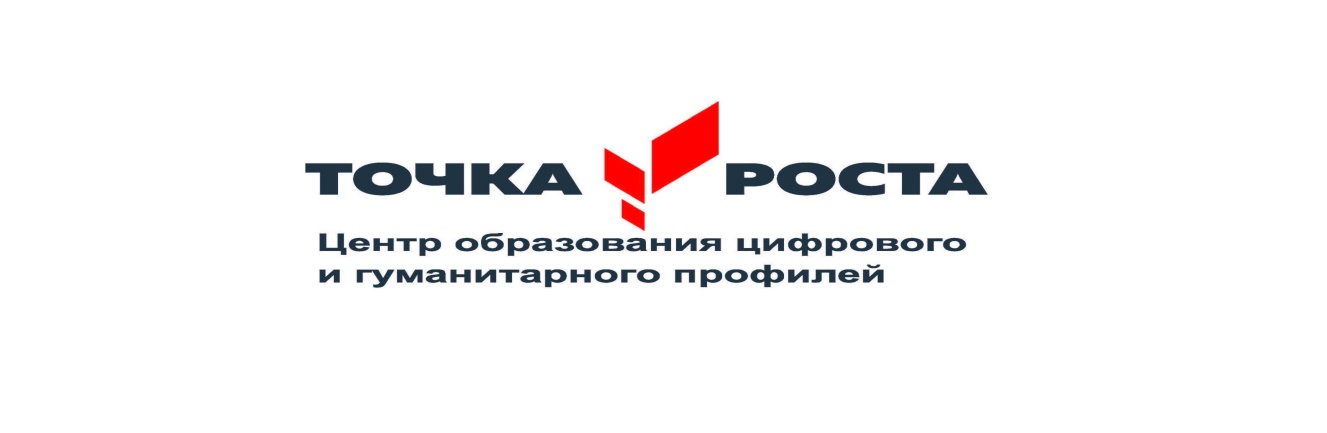 ТОЧКА РОСТА
Центр образования цифрового
и гуманитарного профилей